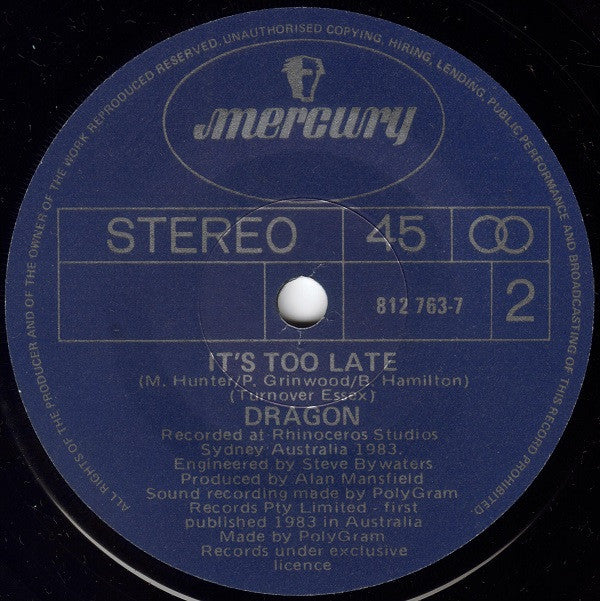 ALL RIGHTS OF THE PRODUCER AND OF THE OWNER OF THE WORK REPRODUCED RESERVED. UNAUTHORISED COPYING, HIRING, LENDING, PUBLIC PERFORMANCE AND BROADCASTING OF THIS RECORD PROHIBITED.
mercury
STEREO 45
812 763-7 2
IT'S TOO LATE
(M. Hunter/P. Grinwood/B. Hamilton)
(Turnover Essex)
DRAGON
Recorded at Rhinoceros Studios
Sydney Australia 1983.
Engineered by Steve Bywaters
Produced by Alan Mansfield
Sound recording made by PolyGram
Records Pty Limited - first
published 1983 in Australia
Made by PolyGram
Records under exclusive
licence